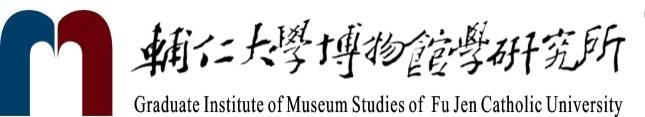 輔仁大學博物館學研究所
Graduate Institute of Museum Studies of Fu Jen Catholic University